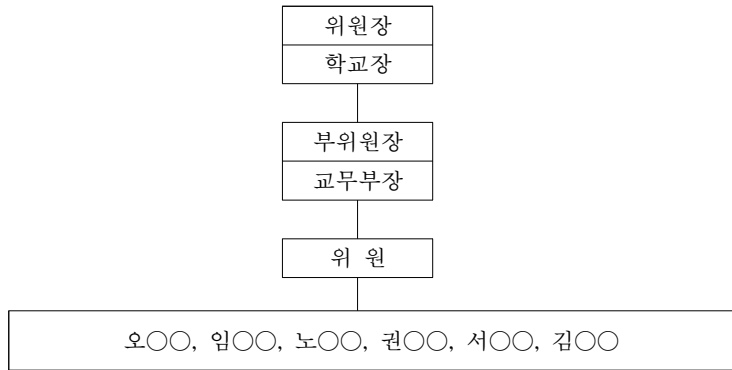 위원장
학교장
부위원장
교무부장
위 원
오○○, 임○○, 노○○, 권○○, 서○○, 김○○